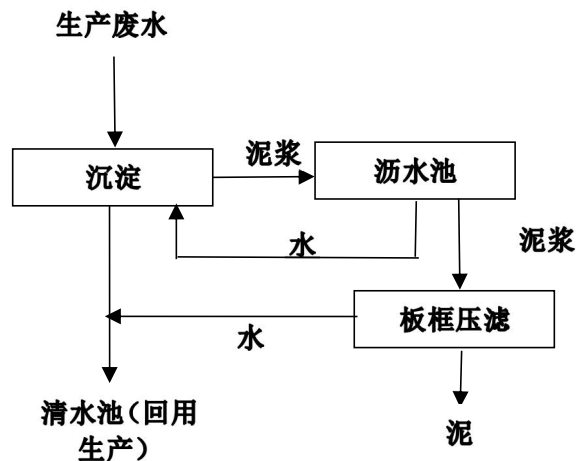 生产废水
沉淀
泥浆
沥水池
水
泥浆
水
板框压滤
清水池（回用
生产）
泥